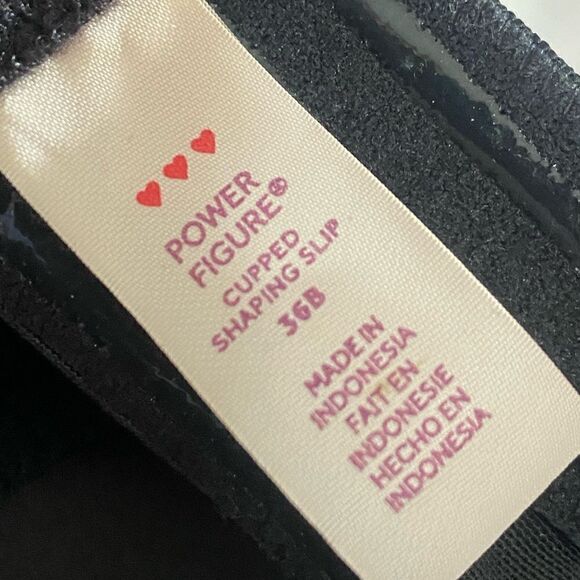 POWER
FIGURE®
CUPPED
SHAPING SLIP
36B
MADE IN
INDONESIA
FAIT EN
INDONESIE
HECHO EN
INDONESIA